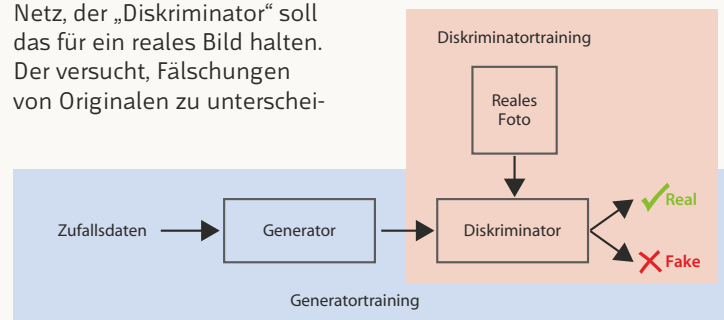 Netz, der „Diskriminator“ soll
das für ein reales Bild halten.
Der versucht, Fälschungen
von Originalen zu unterschei-
Diskriminatortraining
Reales
Foto
Zufallsdaten
Generator
Diskriminator
Real
Fake
Generatortraining